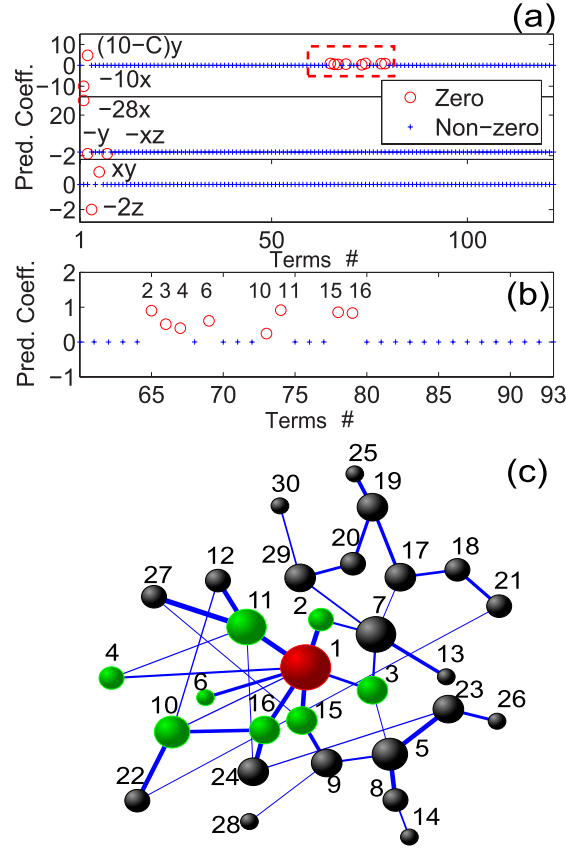 (a)
10
(10−C)y
0
−10x
−10
−28x
20
Zero
Non−zero
−y
−xz
−2
xy
0
−2z
−2
Pred. Coeff.
1
50
100
Terms #
(b)
2
2 3 4 6 10 11 15 16
1
0
−1
Pred. Coeff.
65 70 75 80 85 90 93
Terms #
(c)
25
19
30
20
18
17
29
21
12
27
11
2
7
1
4
13
6
3
23
10
16
15
26
5
22
24
9
8
28
14